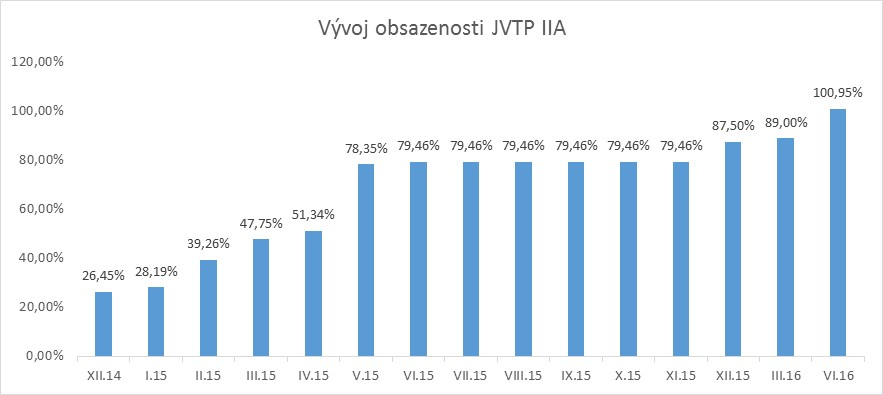 Vývoj obsazenosti JVTP IIA
120,00%
100,00%
80,00%
60,00%
40,00%
20,00%
0,00%
26,45%
28,19%
39,26%
47,75%
51,34%
78,35%
79,46%
79,46%
79,46%
79,46%
79,46%
79,46%
87,50%
89,00%
100,95%
XII.14
I.15
II.15
III.15
IV.15
V.15
VI.15
VII.15
VIII.15
IX.15
X.15
XI.15
XII.15
III.16
VI.16